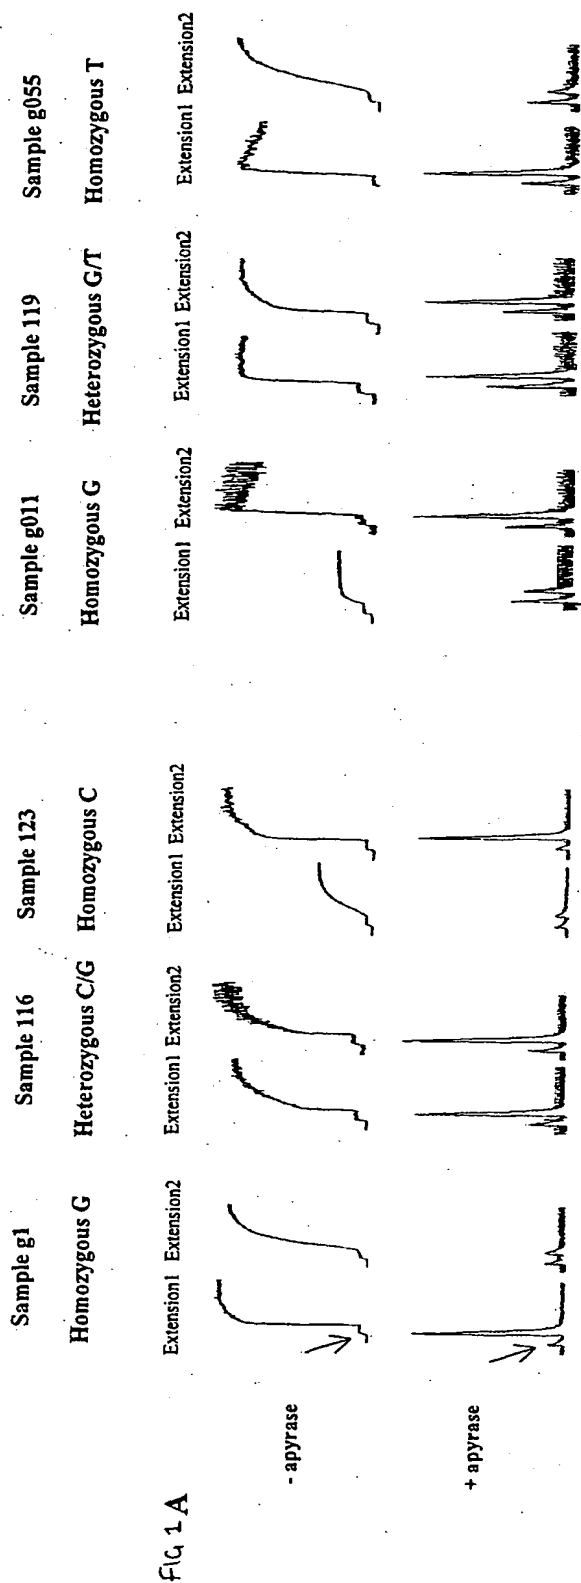 Sample g1 Sample 116 Sample 123 Sample g011 Sample 119 Sample g055
Homozygous G Heterozygous C/G Homozygous C Homozygous G Heterozygous G/T Homozygous T
Extension1 Extension2 Extension1 Extension2 Extension1 Extension2 Extension1 Extension2 Extension1 Extension2 Extension1 Extension2
- apyrase
+ apyrase
FIG 1 A